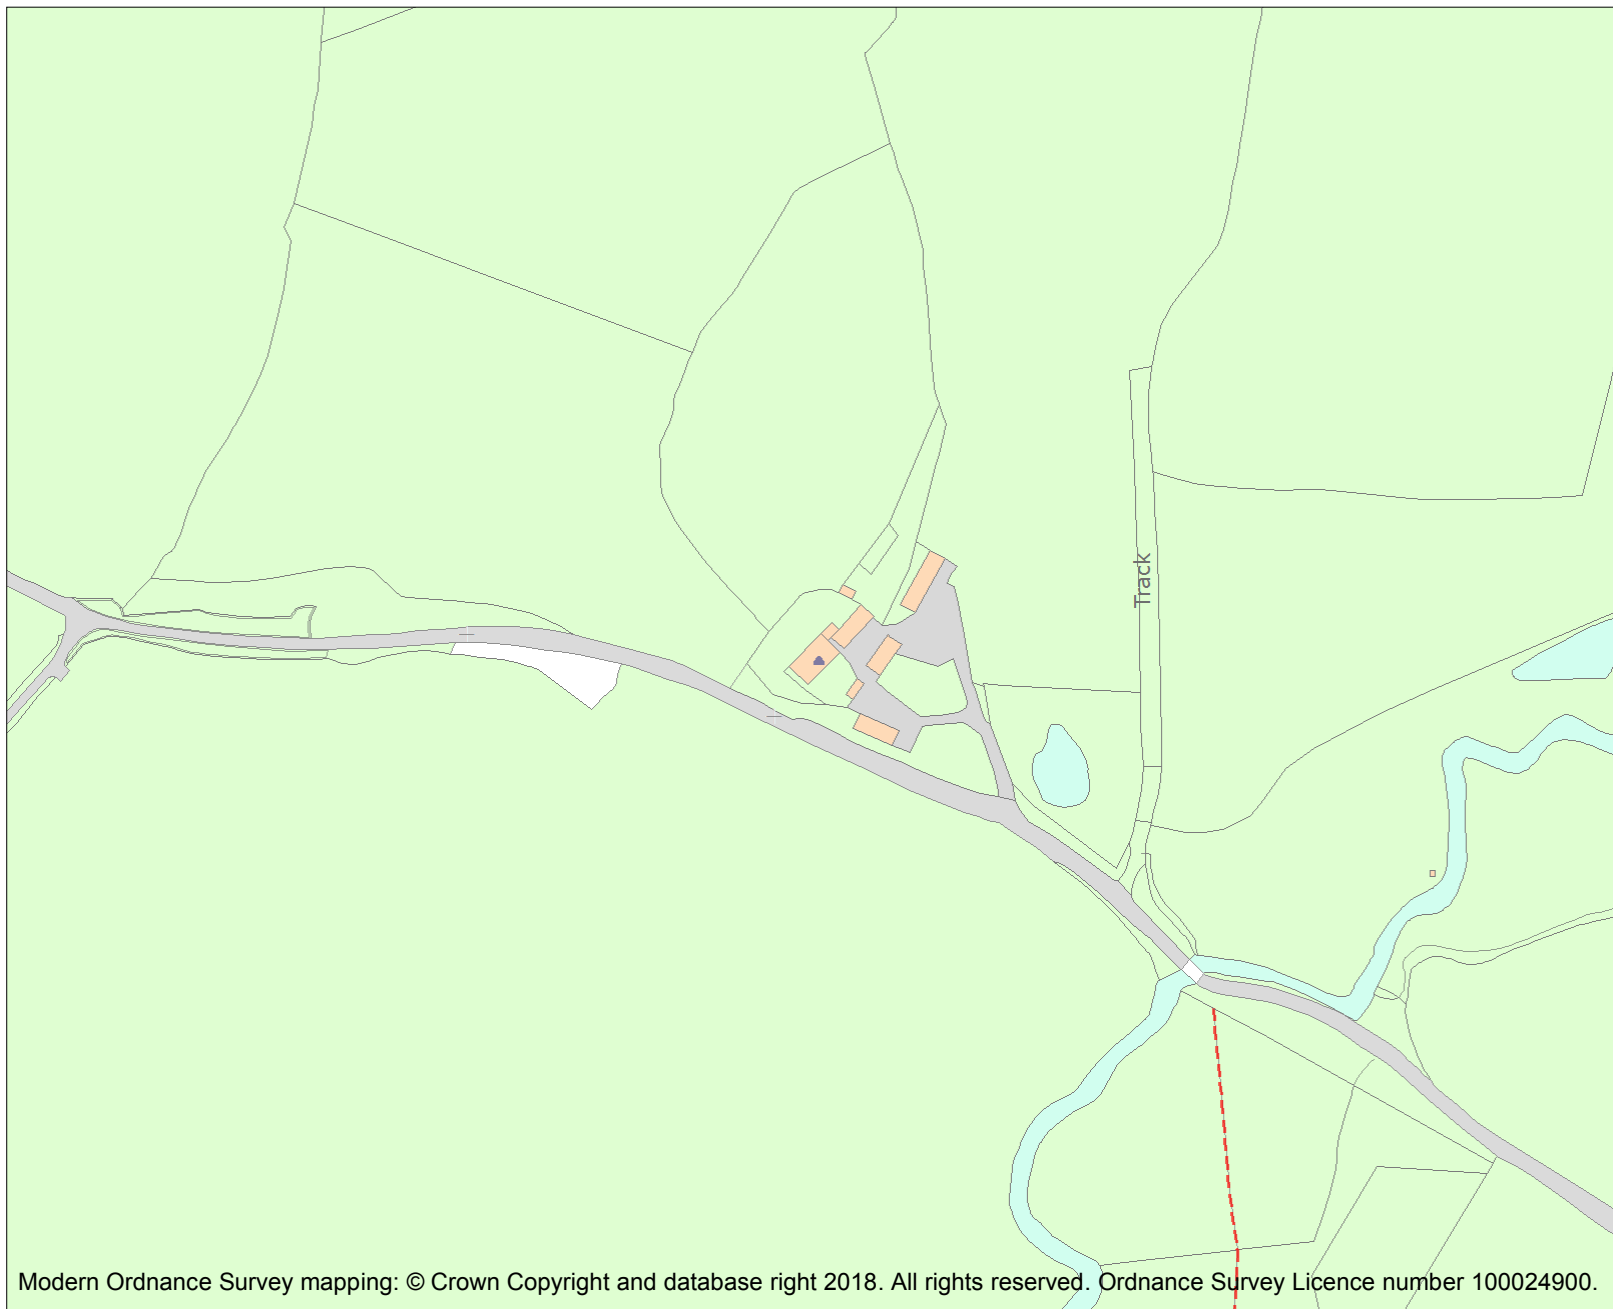 Track
Modern Ordnance Survey mapping: © Crown Copyright and database right 2018. All rights reserved. Ordnance Survey Licence number 100024900.